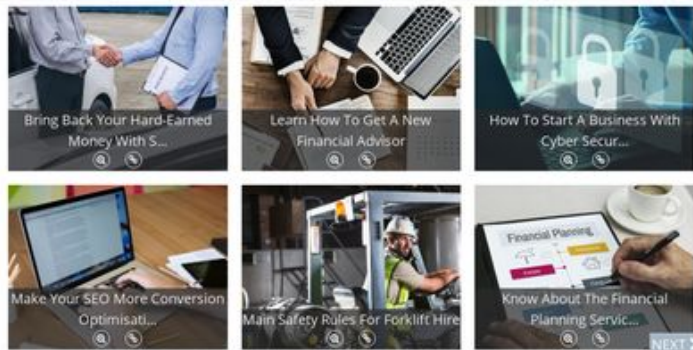 Bring Back Your Hard-Earned
Money With S...
Learn How To Get A New
Financial Advisor
How To Start A Business With
Cyber Secur...
Make Your SEO More Conversion
Optimisati...
Main Safety Rules For Forklift Hire
Financial Planning
Know About The Financial
Planning Servic...
NEXT